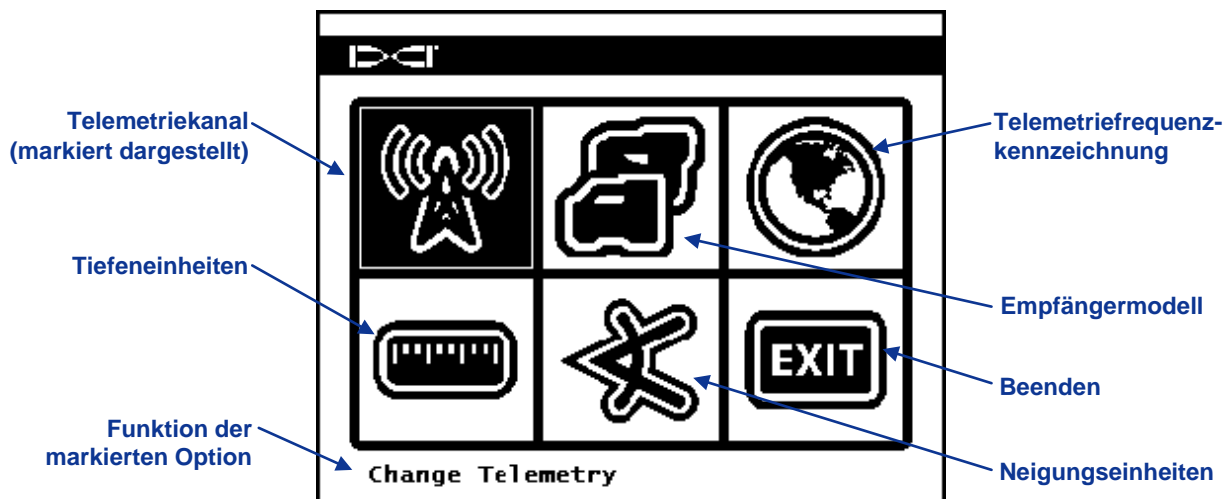 DCI
Telemetriekanal
(markiert dargestellt)
Telemetriefrequenz-
kennzeichnung
Tiefeneinheiten
Empfängermodell
EXIT
Beenden
Funktion der
markierten Option
Change Telemetry
Neigungseinheiten